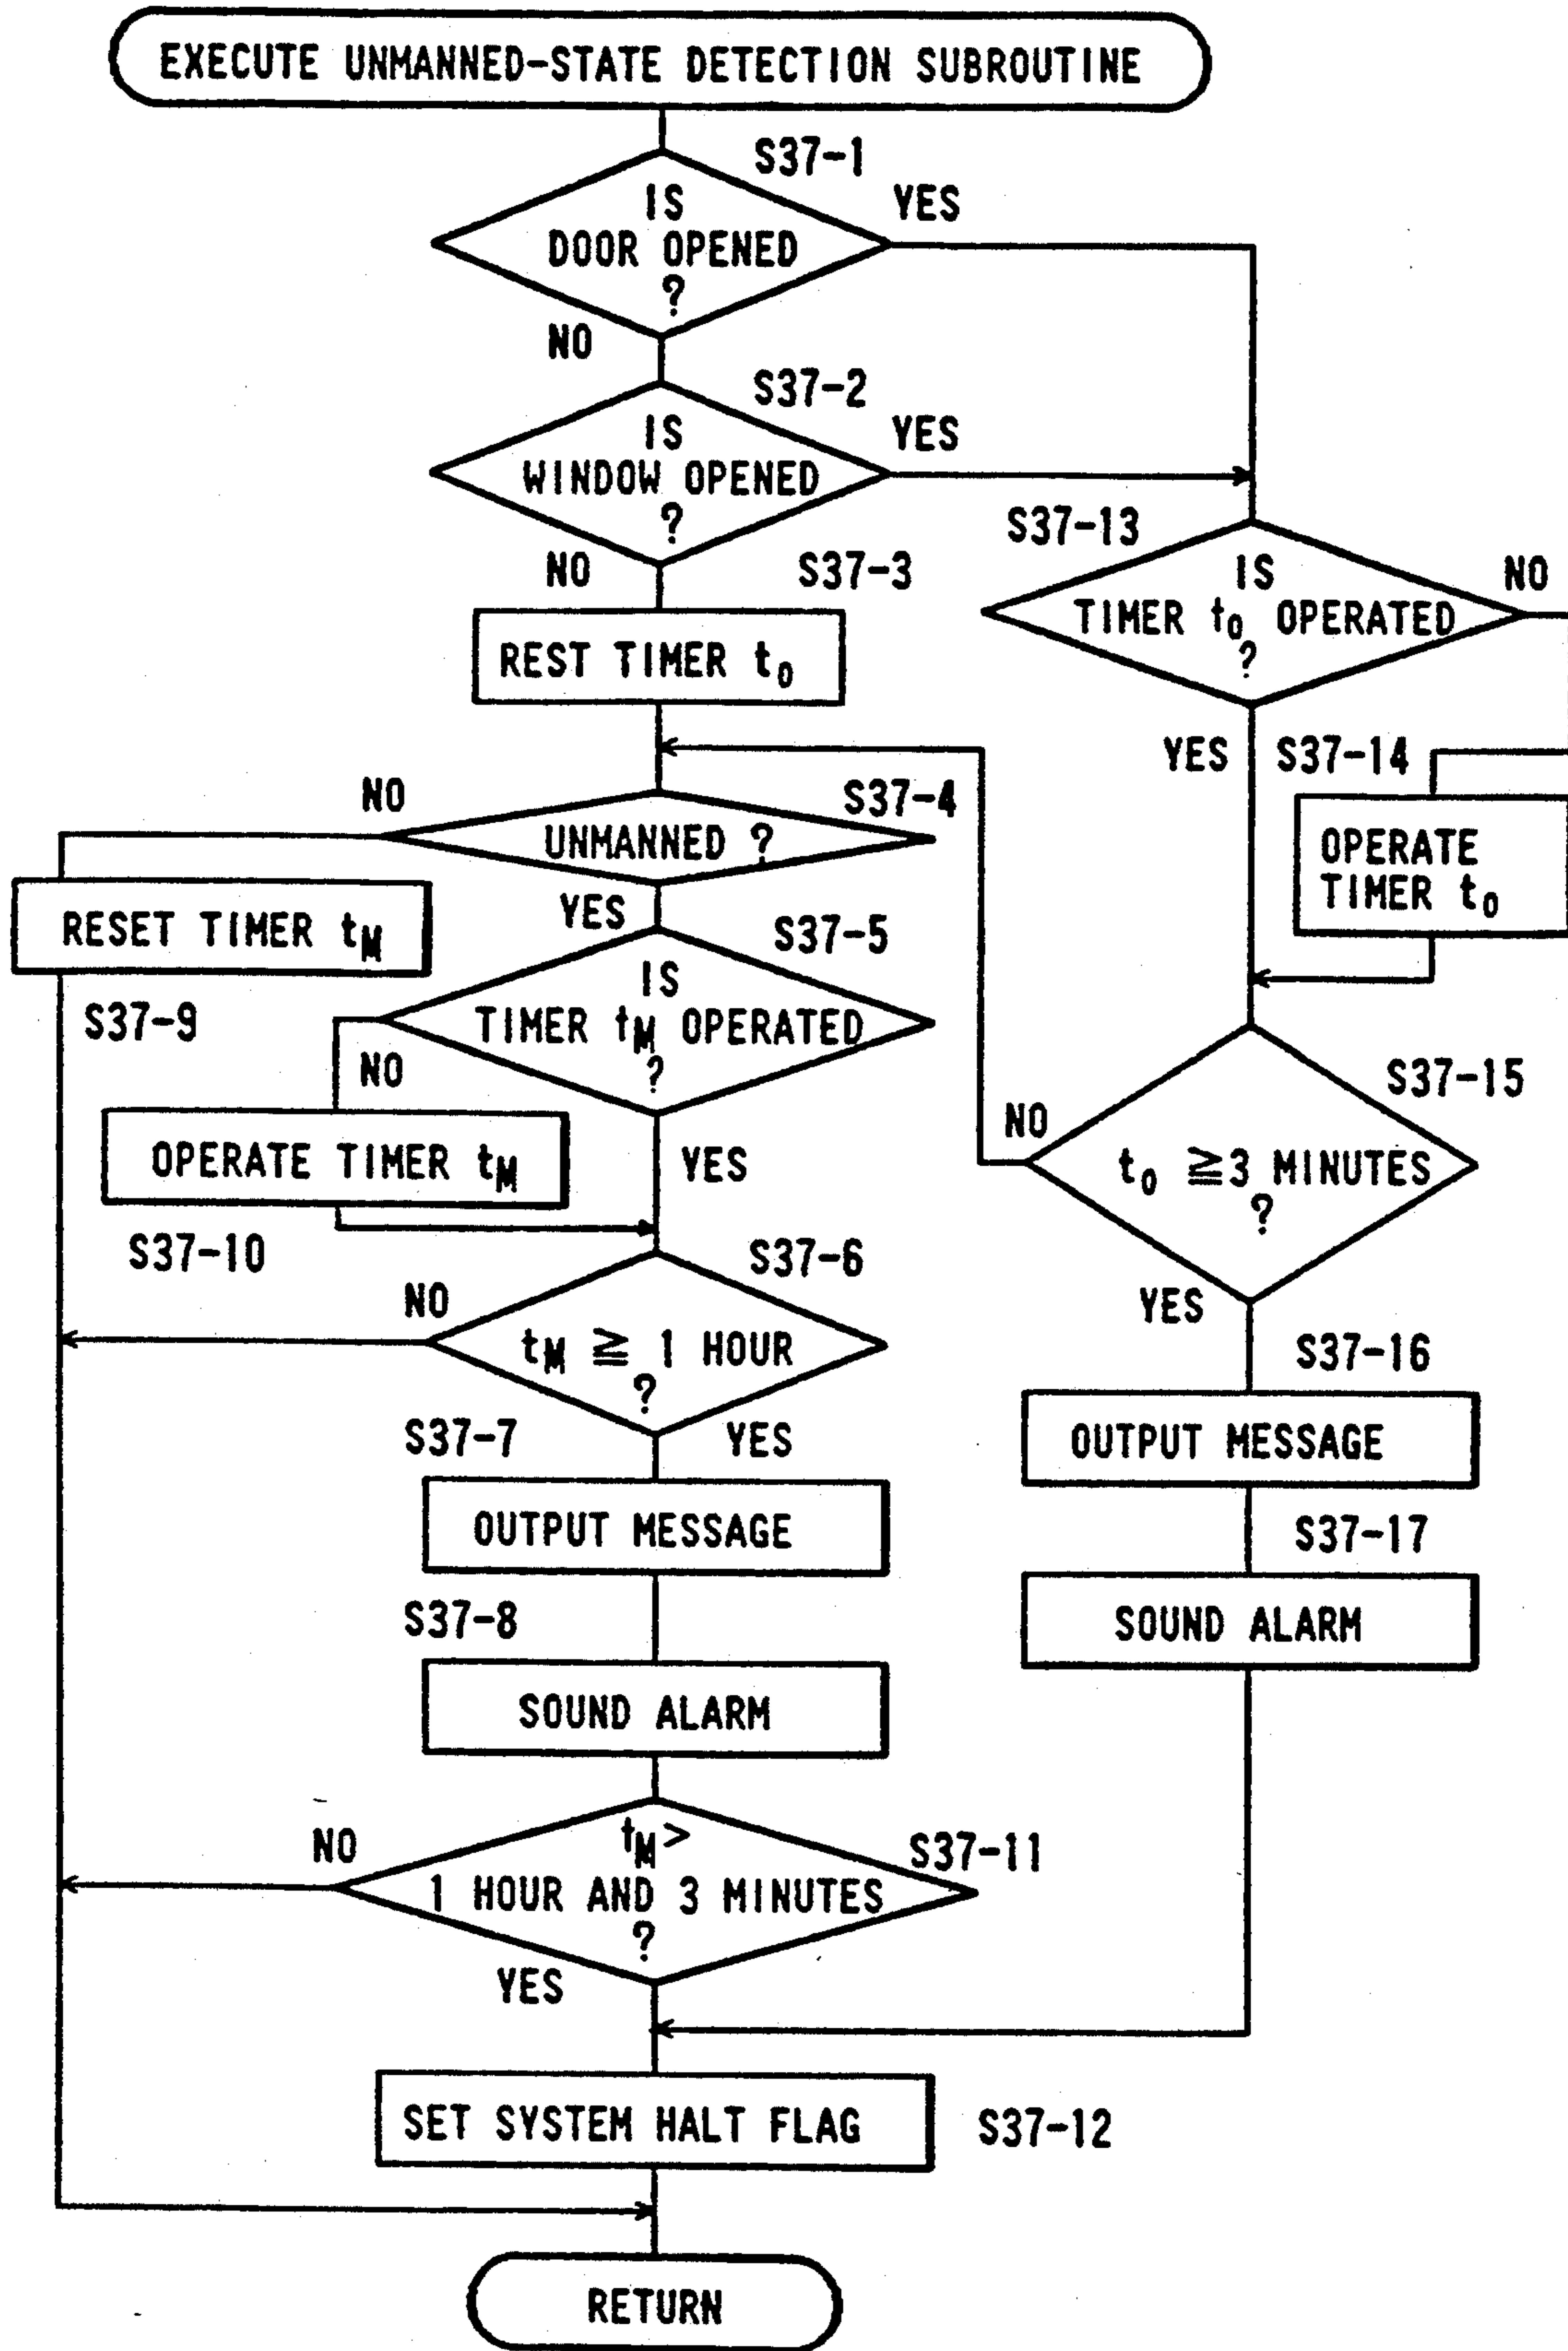 EXECUTE UNMANNED-STATE DETECTION SUBROUTINE
S37-1
IS
DOOR OPENED
?
YES
NO
S37-2
IS
WINDOW OPENED
?
YES
NO
S37-3
REST TIMER t0
S37-13
IS
TIMER t0 OPERATED
?
NO
YES
S37-14
OPERATE
TIMER t0
NO
S37-4
UNMANNED ?
YES
RESET TIMER tM
S37-9
S37-5
IS
TIMER tM OPERATED
?
NO
YES
OPERATE TIMER tM
S37-10
S37-15
NO
t0 ≧3 MINUTES
?
YES
S37-6
NO
tM ≧ 1 HOUR
?
YES
S37-7
OUTPUT MESSAGE
S37-16
OUTPUT MESSAGE
S37-8
SOUND ALARM
S37-17
SOUND ALARM
NO
tM>
1 HOUR AND 3 MINUTES
?
S37-11
YES
SET SYSTEM HALT FLAG
S37-12
RETURN